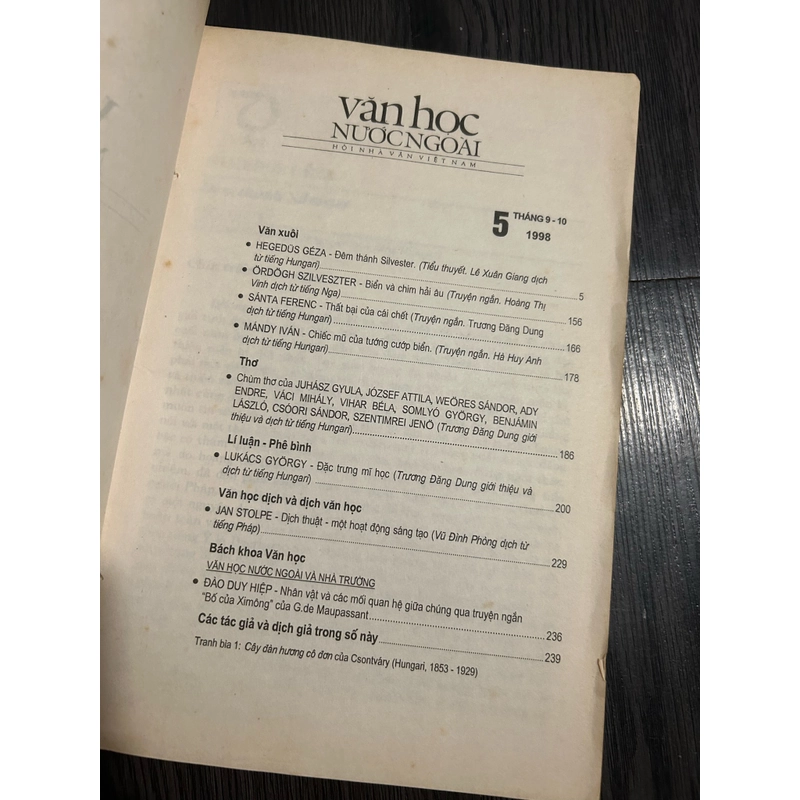 văn học
NƯỚC NGOÀI
HỘI NHÀ VĂN VIỆT NAM
5 THÁNG 9 - 10
1998
Văn xuôi
● HEGEDÜS GÉZA - Đêm thánh Silvester. (Tiểu thuyết. Lê Xuân Giang dịch
từ tiếng Hungari) 5
● ÖRDÖGH SZILVESZTER - Biển và chim hải âu (Truyện ngắn. Hoàng Thị
Vinh dịch từ tiếng Nga) 156
● SÁNTA FERENC - Thất bại của cái chết (Truyện ngắn. Trương Đăng Dung
dịch từ tiếng Hungari) 166
● MÁNDY IVÁN - Chiếc mũ của tướng cướp biển. (Truyện ngắn. Hà Huy Anh
dịch từ tiếng Hungari) 178
Thơ
● Chùm thơ của JUHÁSZ GYULA, JÓZSEF ATTILA, WEÖRES SÁNDOR, ADY
ENDRE, VÁCI MIHÁLY, VIHAR BÉLA, SOMLYÓ GYÖRGY, BENJÁMIN
LÁSZLÓ, CSÓORI SÁNDOR, SZENTIMREI JENŐ (Trương Đăng Dung giới
thiệu và dịch từ tiếng Hungari) 186
Lí luận - Phê bình
● LUKÁCS GYÖRGY - Đặc trưng mĩ học (Trương Đăng Dung giới thiệu và
dịch từ tiếng Hungari) 200
Văn học dịch và dịch văn học
● JAN STOLPE - Dịch thuật - một hoạt động sáng tạo (Vũ Đình Phòng dịch từ
tiếng Pháp) 229
Bách khoa Văn học
VĂN HỌC NƯỚC NGOÀI VÀ NHÀ TRƯỜNG
● ĐÀO DUY HIỆP - Nhân vật và các mối quan hệ giữa chúng qua truyện ngắn
"Bố của Ximông" của G.de Maupassant 236
Các tác giả và dịch giả trong số này 239
Tranh bìa 1: Cây đàn hương cô đơn của Csontváry (Hungari, 1853 - 1929)